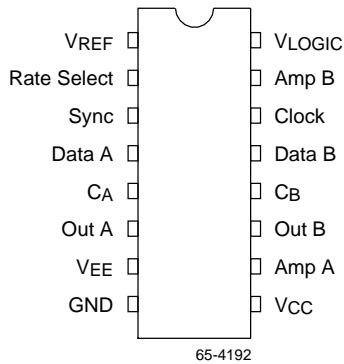 VREF VLOGIC
Rate Select Amp B
Sync Clock
Data A Data B
CA CB
Out A Out B
VEE Amp A
GND VCC
65-4192